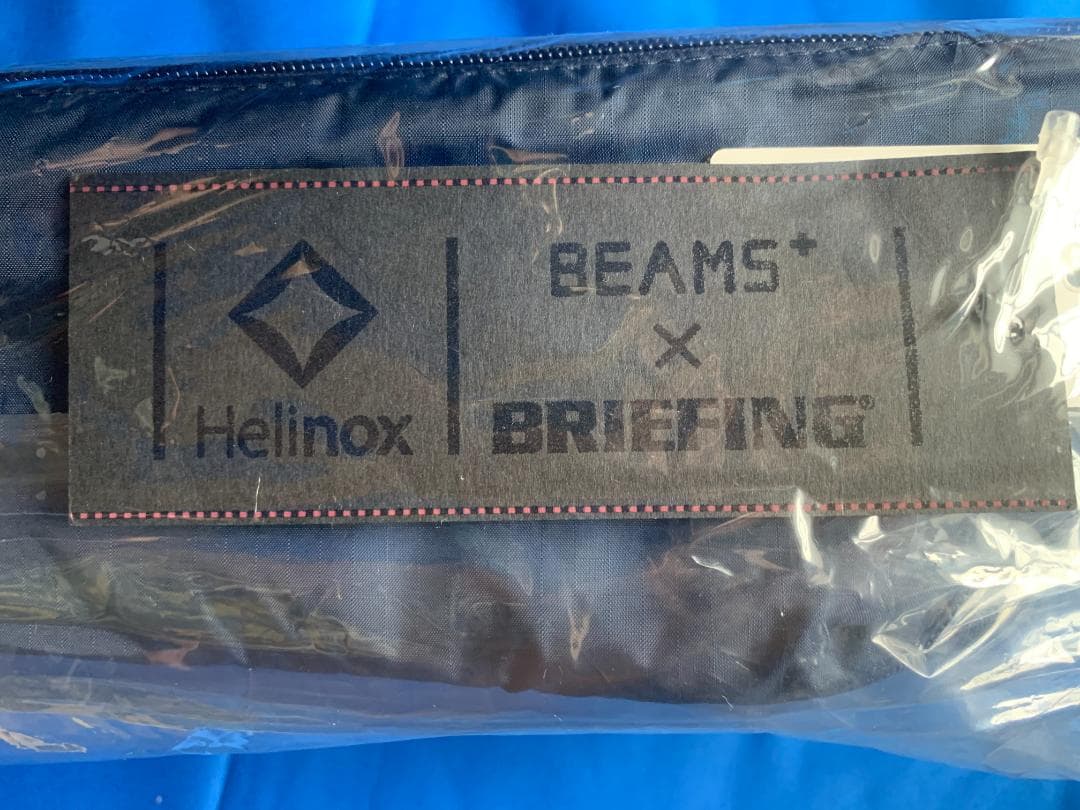 Helinox
BEAMS+
×
BRIEFING®